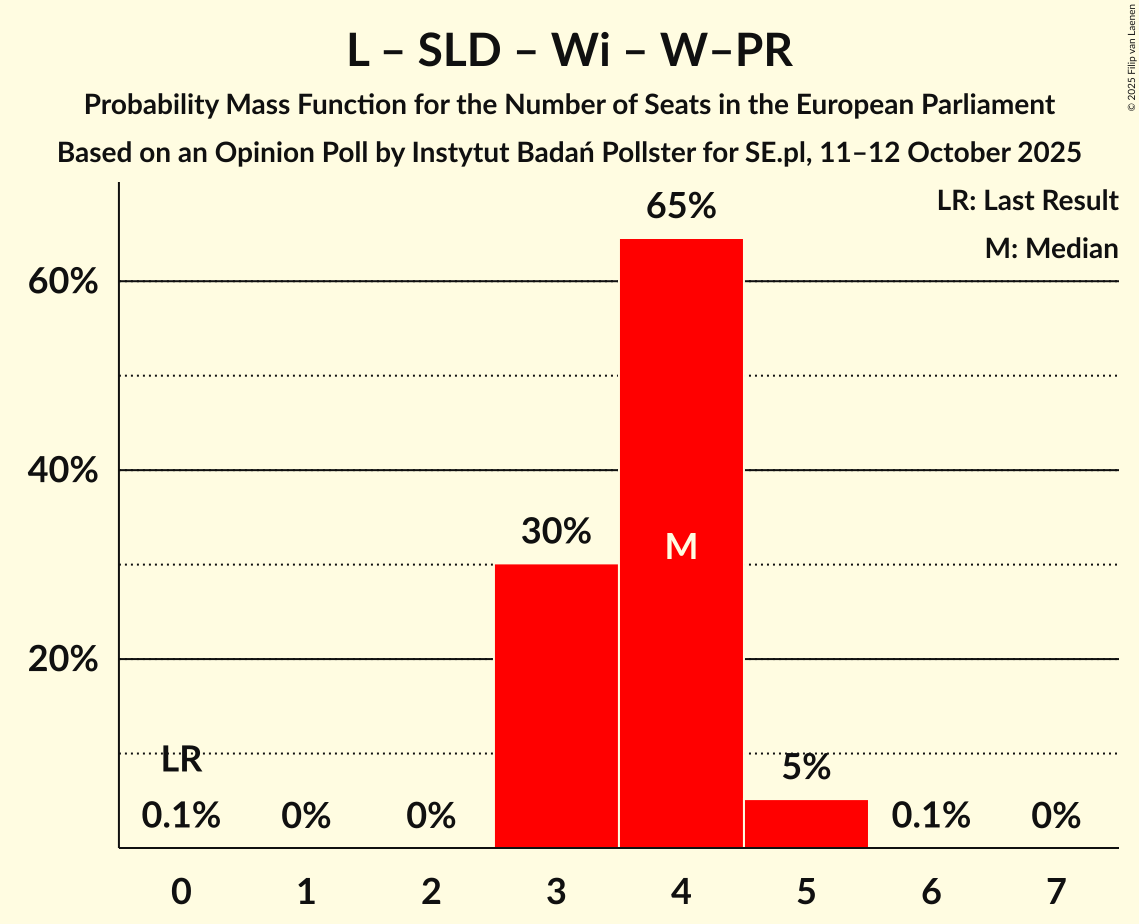 L – SLD – Wi – W–PR
Probability Mass Function for the Number of Seats in the European Parliament
Based on an Opinion Poll by Instytut Badań Pollster for SE.pl, 11–12 October 2025
© 2025 Filip van Laenen
LR: Last Result
M: Median
65%
60%
40%
30%
M
20%
LR
5%
0.1% 0% 0% 0.1% 0%
0 1 2 3 4 5 6 7